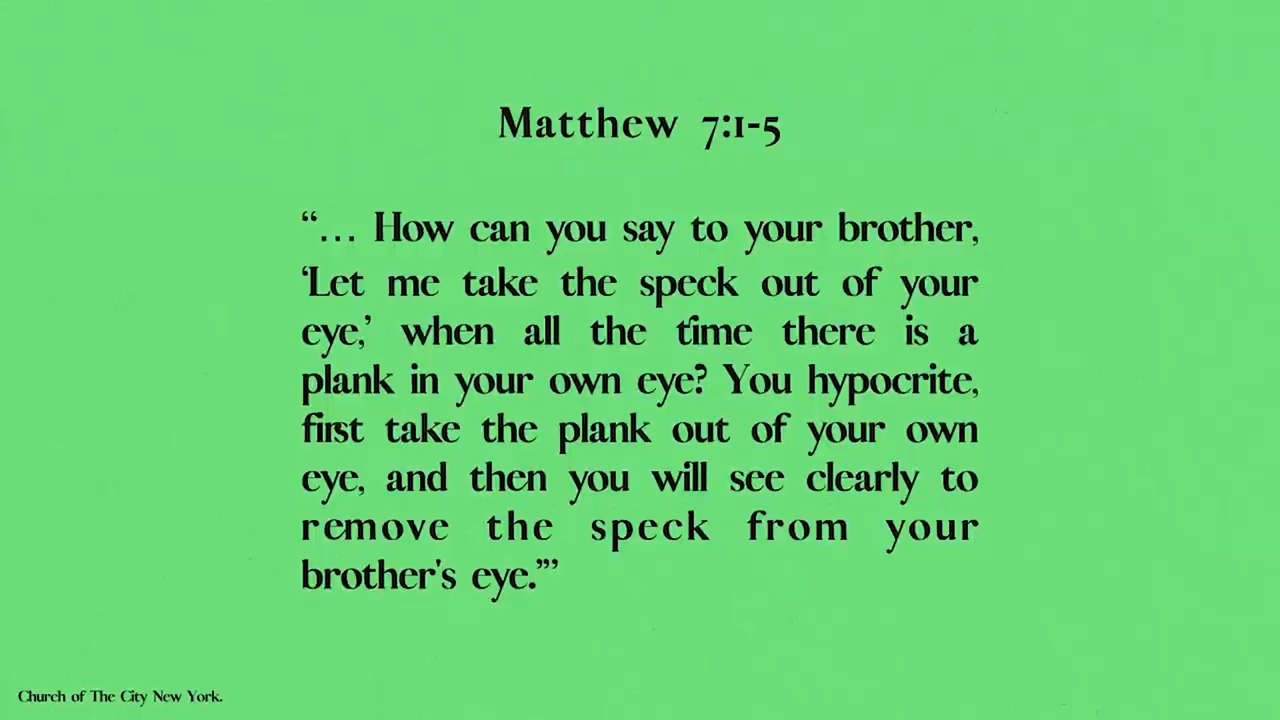 Matthew 7:1-5
“… How can you say to your brother,
‘Let me take the speck out of your
eye,’ when all the time there is a
plank in your own eye? You hypocrite,
first take the plank out of your own
eye, and then you will see clearly to
remove the speck from your
brother's eye.”’
Church of The City New York.